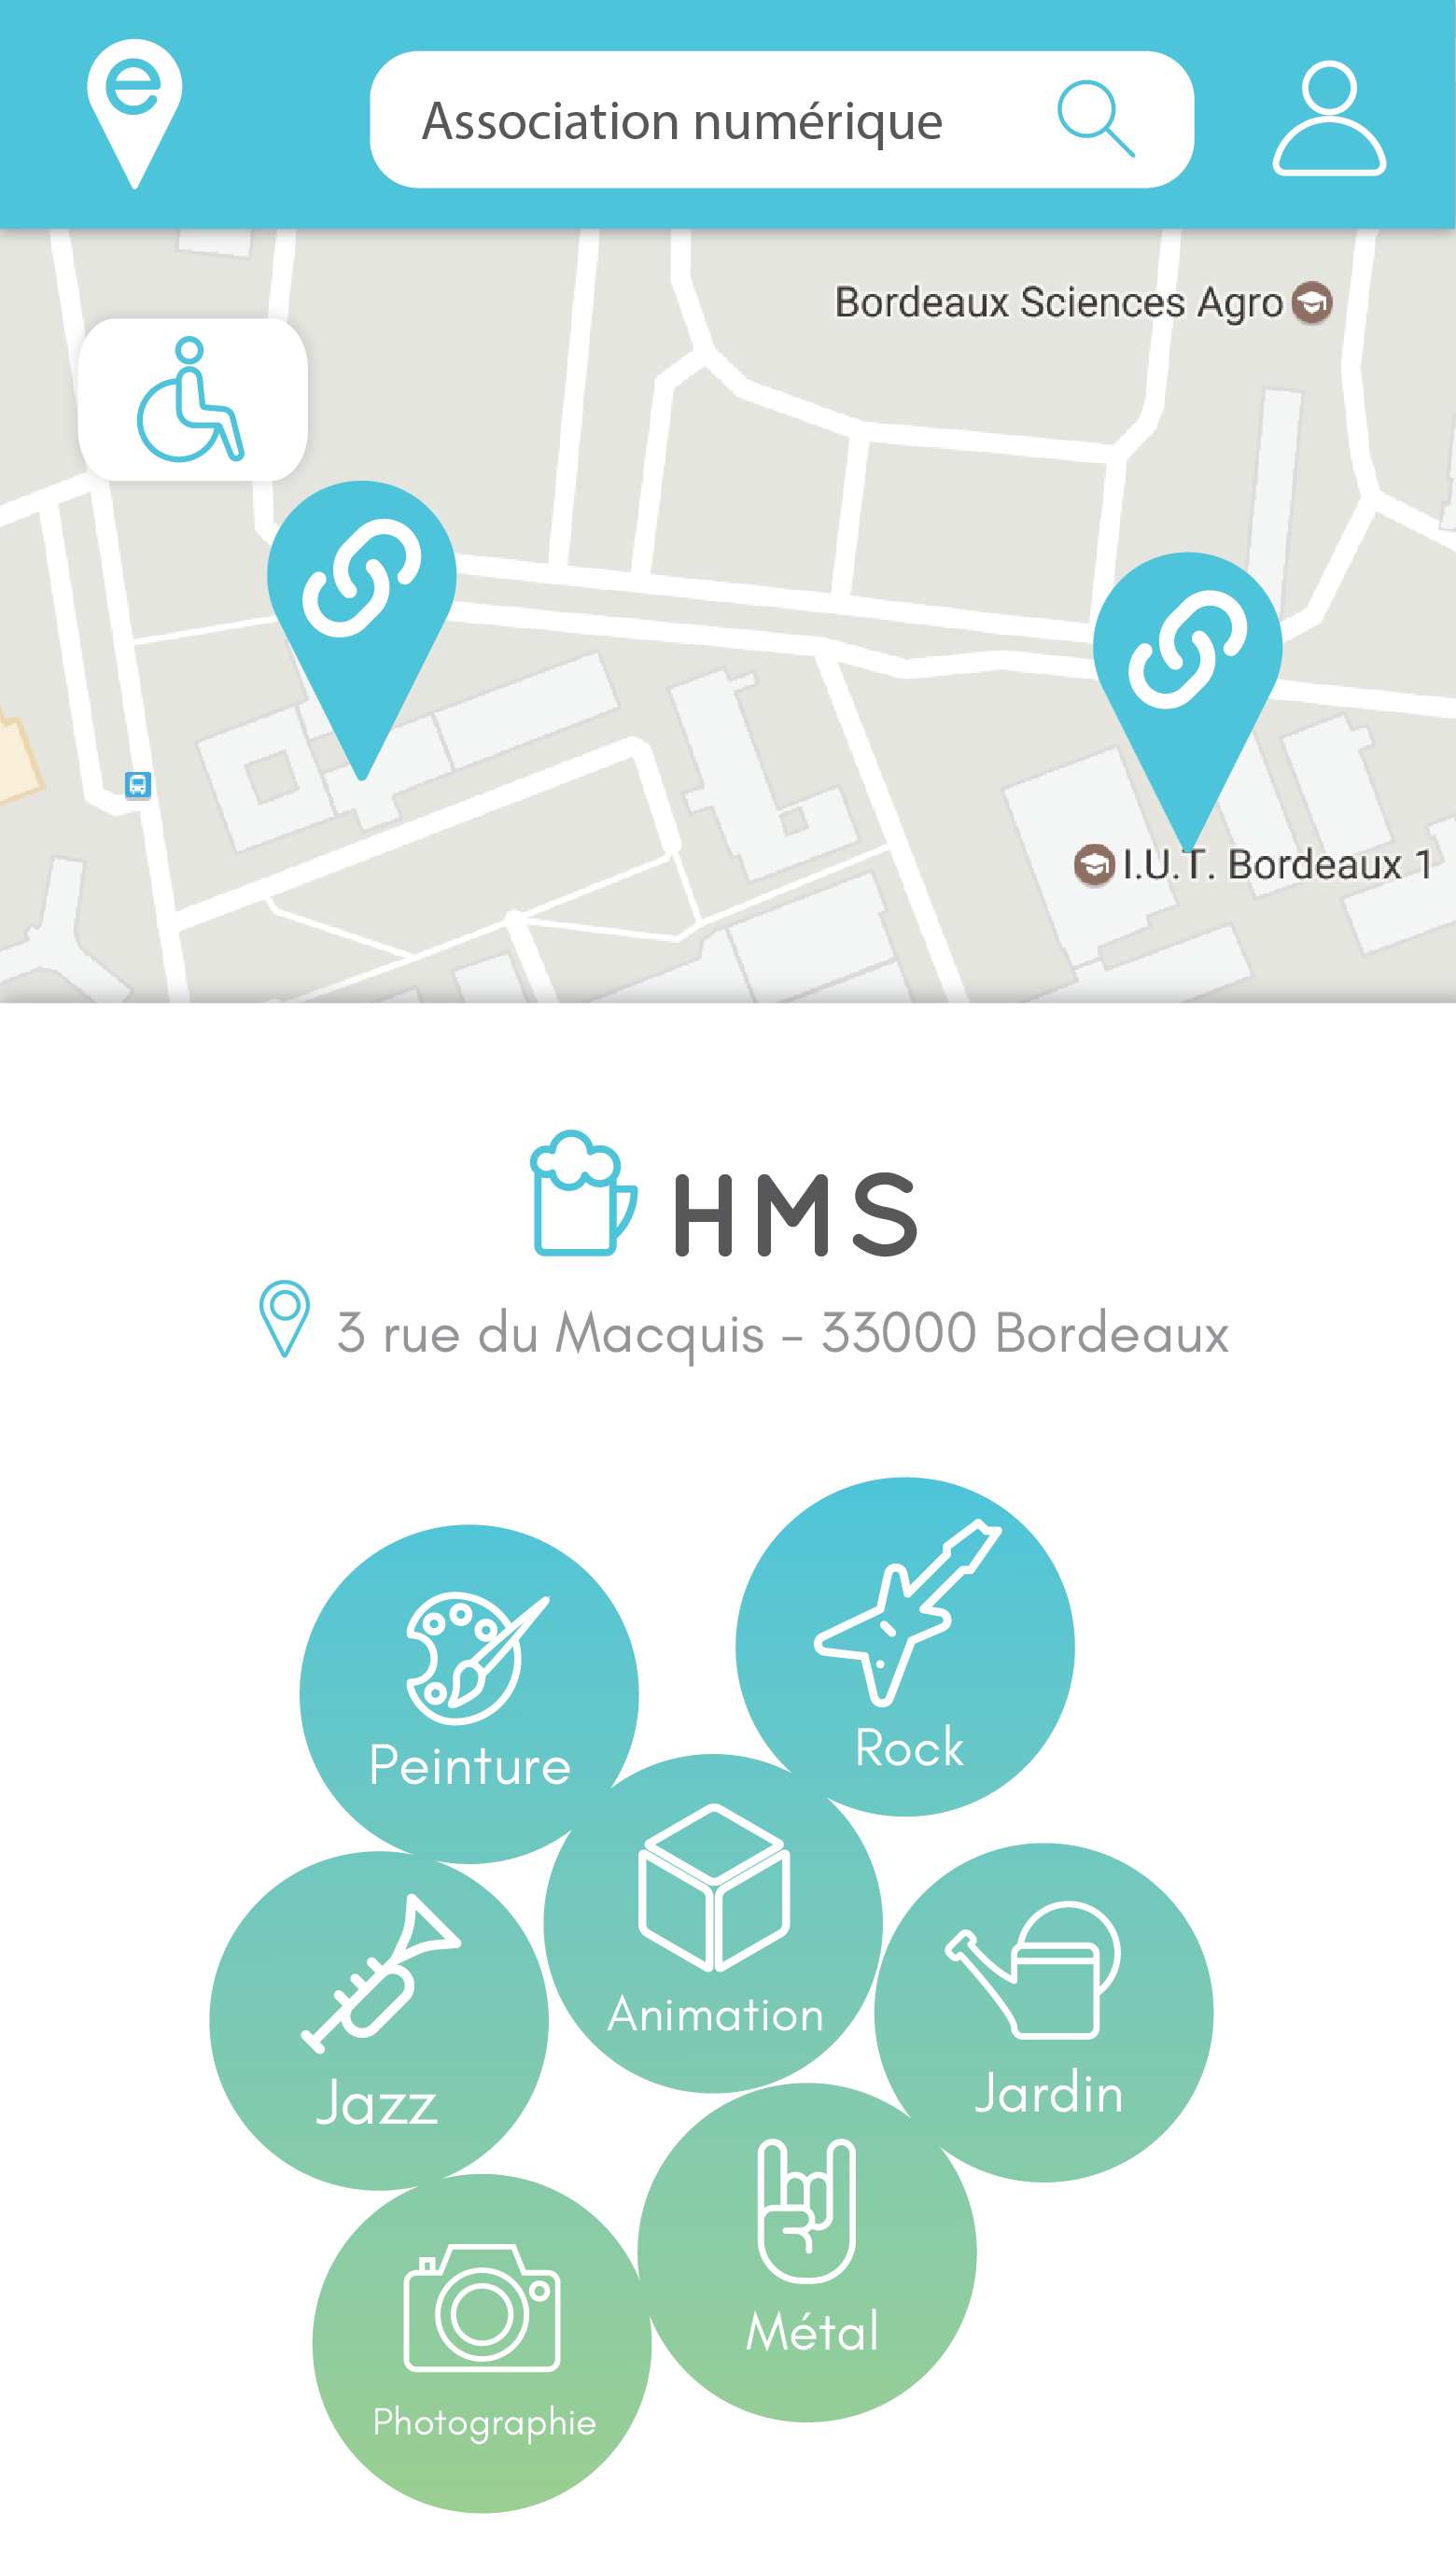 e
Association numérique
Bordeaux Sciences Agro
I.U.T. Bordeaux 1
HMS
3 rue du Macquis - 33000 Bordeaux
Peinture
Rock
Animation
Jazz
Jardin
Métal
Photographie